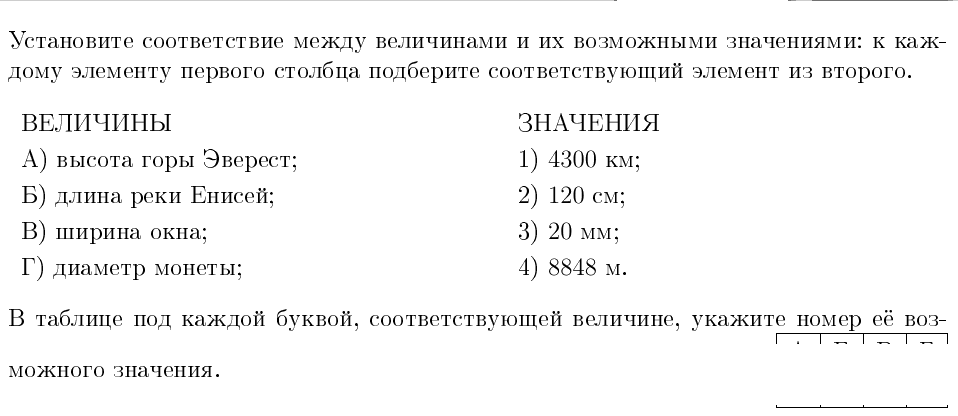 Установите соответствие между величинами и их возможными значениями: к каж-
дому элементу первого столбца подберите соответствующий элемент из второго.
ВЕЛИЧИНЫ
А) высота горы Эверест;
Б) длина реки Енисей;
В) ширина окна;
Г) диаметр монеты;
ЗНАЧЕНИЯ
1) 4300 км;
2) 120 см;
3) 20 мм;
4) 8848 м.
В таблице под каждой буквой, соответствующей величине, укажите номер её воз-
можного значения.